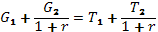 G₁ + G₂/(1 + r) = T₁ + T₂/(1 + r)